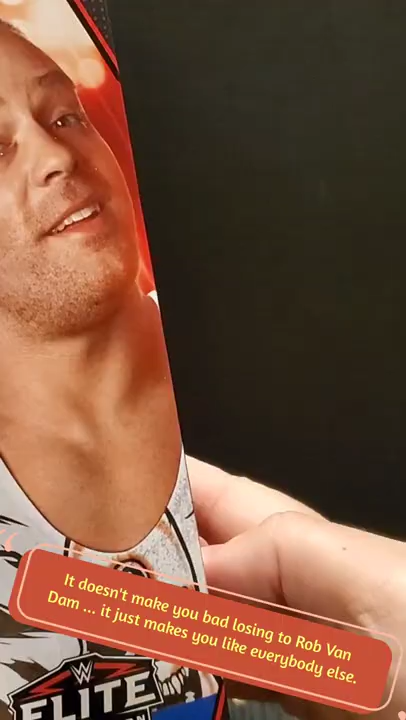 It doesn't make you bad losing to Rob Van
Dam ... it just makes you like everybody else.
W
ELITE